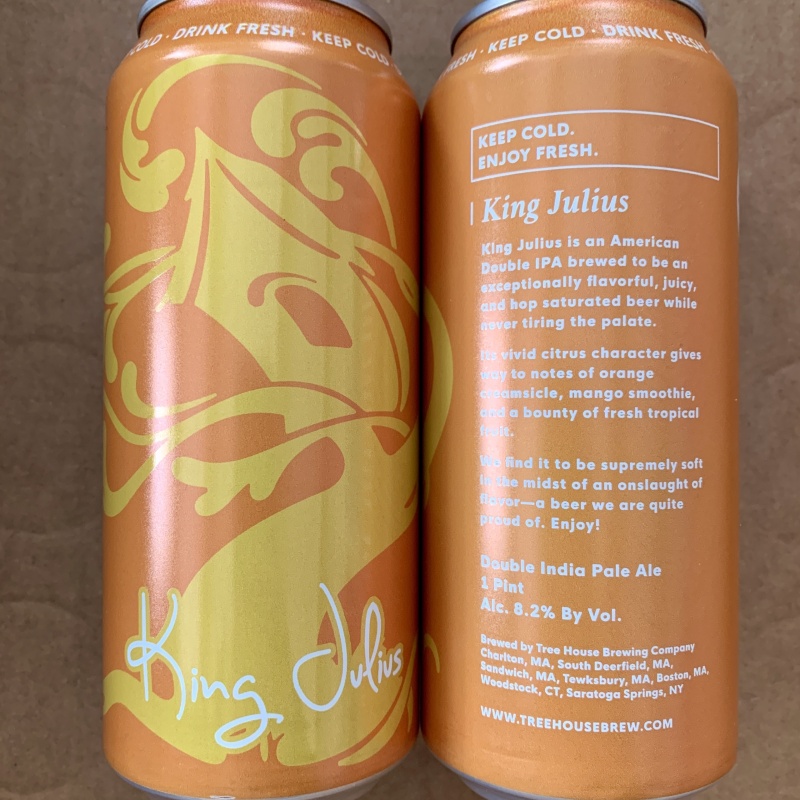 COLD · DRINK FRESH · KEEP COLD
King Julius
FRESH · KEEP COLD · DRINK FRESH
KEEP COLD.
ENJOY FRESH.
King Julius
King Julius is an American
Double IPA brewed to be an
exceptionally flavorful, juicy,
and hop saturated beer while
never tiring the palate.
Its vivid citrus character gives
way to notes of orange
creamsicle, mango smoothie,
and a bounty of fresh tropical
fruit.
We find it to be supremely soft
in the midst of an onslaught of
flavor—a beer we are quite
proud of. Enjoy!
Double India Pale Ale
1 Pint
Alc. 8.2% By Vol.
Brewed by Tree House Brewing Company
Charlton, MA, South Deerfield, MA,
Sandwich, MA, Tewksbury, MA, Boston, MA,
Woodstock, CT, Saratoga Springs, NY
WWW.TREEHOUSEBREW.COM